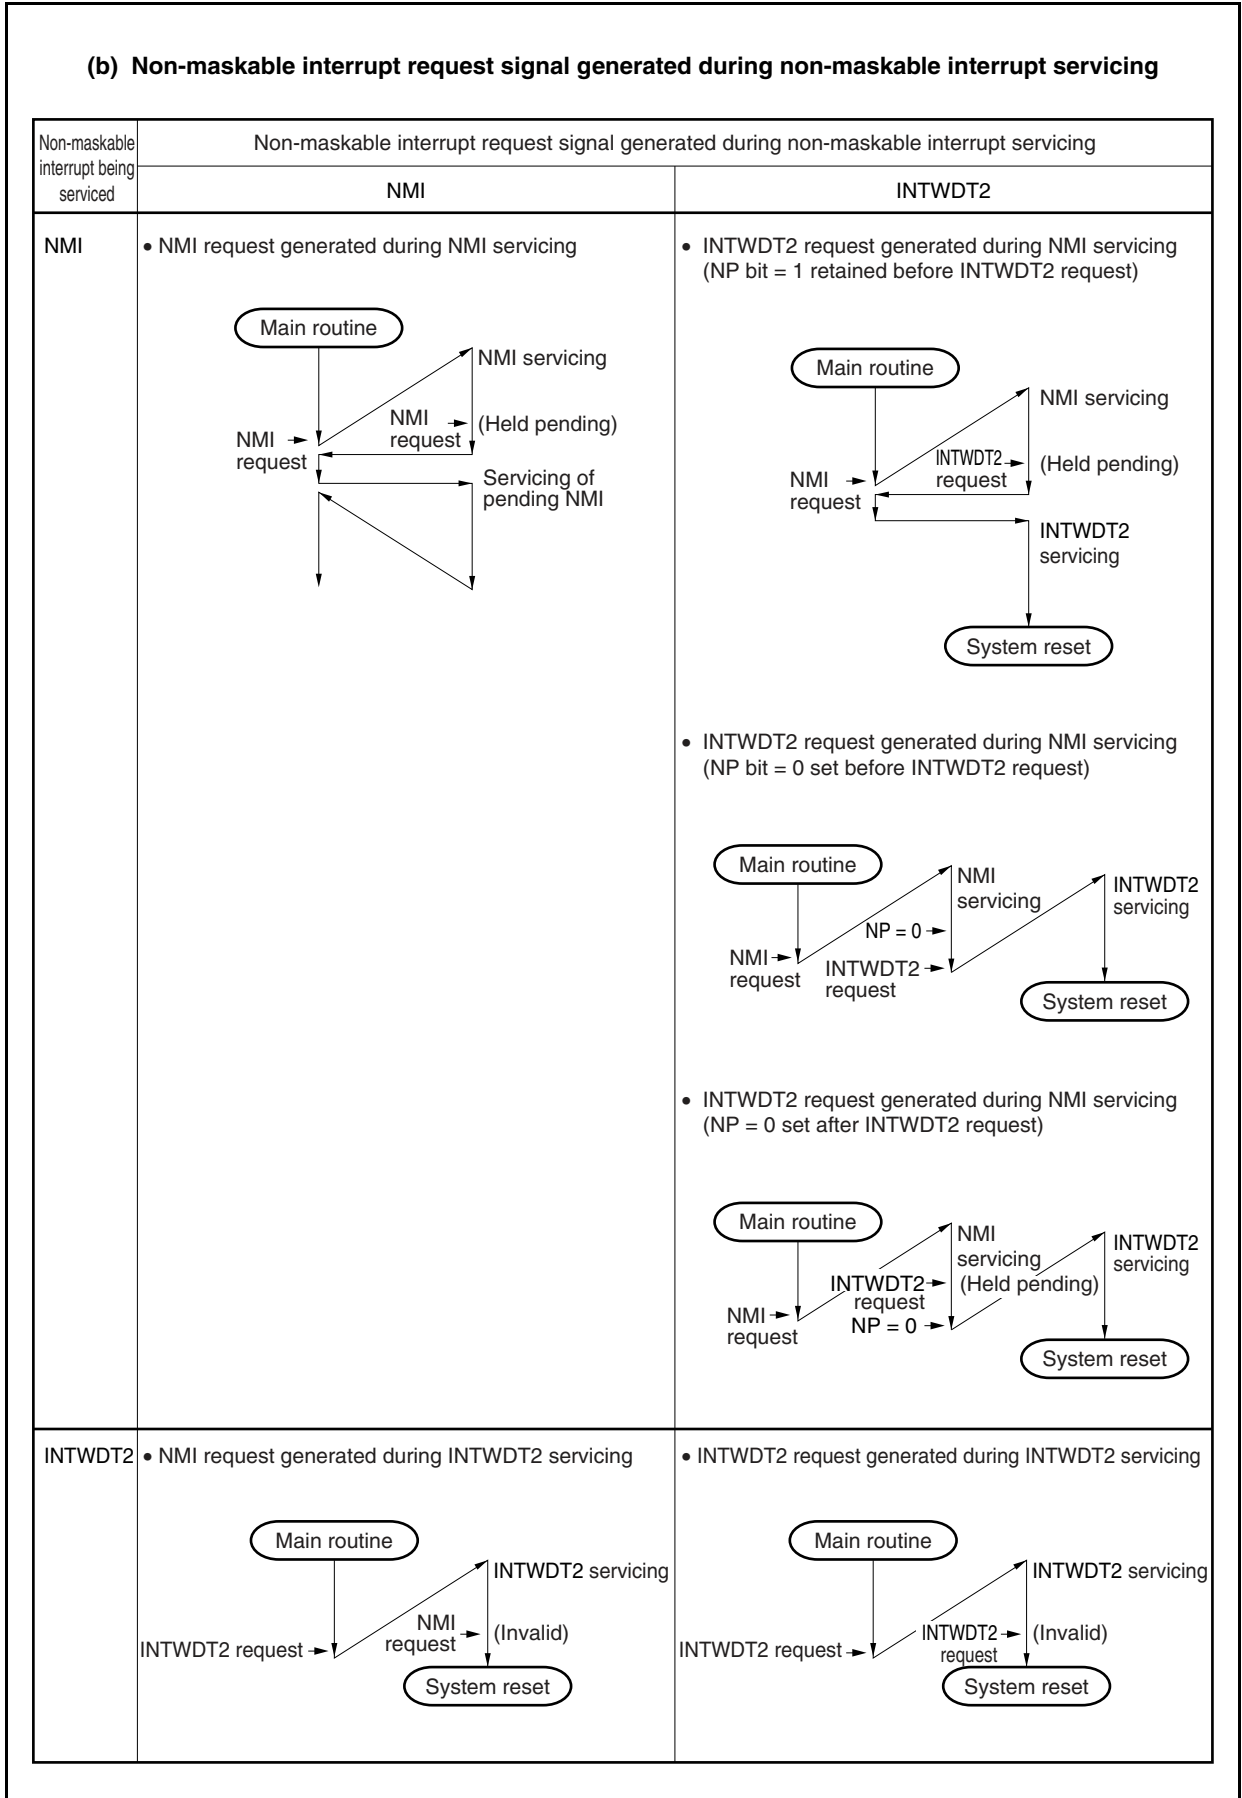 (b) Non-maskable interrupt request signal generated during non-maskable interrupt servicing
Non-maskable
interrupt being
serviced
Non-maskable interrupt request signal generated during non-maskable interrupt servicing
NMI
INTWDT2
NMI
• NMI request generated during NMI servicing
Main routine
NMI servicing
NMI
request
(Held pending)
NMI
request
Servicing of
pending NMI
• INTWDT2 request generated during NMI servicing
(NP bit = 1 retained before INTWDT2 request)
Main routine
NMI servicing
INTWDT2
request
(Held pending)
NMI
request
INTWDT2
servicing
System reset
• INTWDT2 request generated during NMI servicing
(NP bit = 0 set before INTWDT2 request)
Main routine
NMI
servicing
INTWDT2
servicing
NP = 0
NMI
request
INTWDT2
request
System reset
• INTWDT2 request generated during NMI servicing
(NP = 0 set after INTWDT2 request)
Main routine
NMI
servicing
(Held pending)
INTWDT2
servicing
INTWDT2
request
NMI
request
NP = 0
System reset
INTWDT2
• NMI request generated during INTWDT2 servicing
Main routine
INTWDT2 servicing
NMI
request
(Invalid)
INTWDT2 request
System reset
• INTWDT2 request generated during INTWDT2 servicing
Main routine
INTWDT2 servicing
INTWDT2
request
(Invalid)
INTWDT2 request
System reset